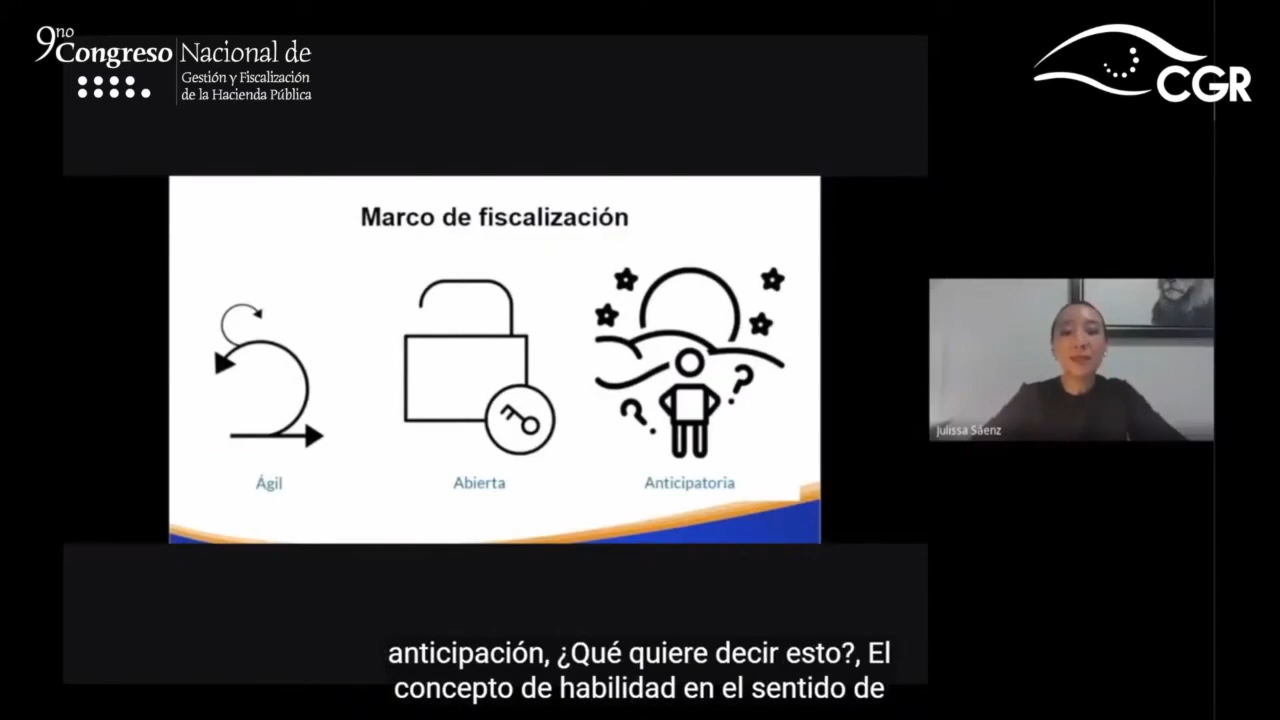 9no
Congreso Nacional de
Gestión y Fiscalización
de la Hacienda Pública
CGR
Marco de fiscalización
Ágil
Abierta
Anticipatoria
Julissa Sáenz
anticipación, ¿Qué quiere decir esto?, El
concepto de habilidad en el sentido de